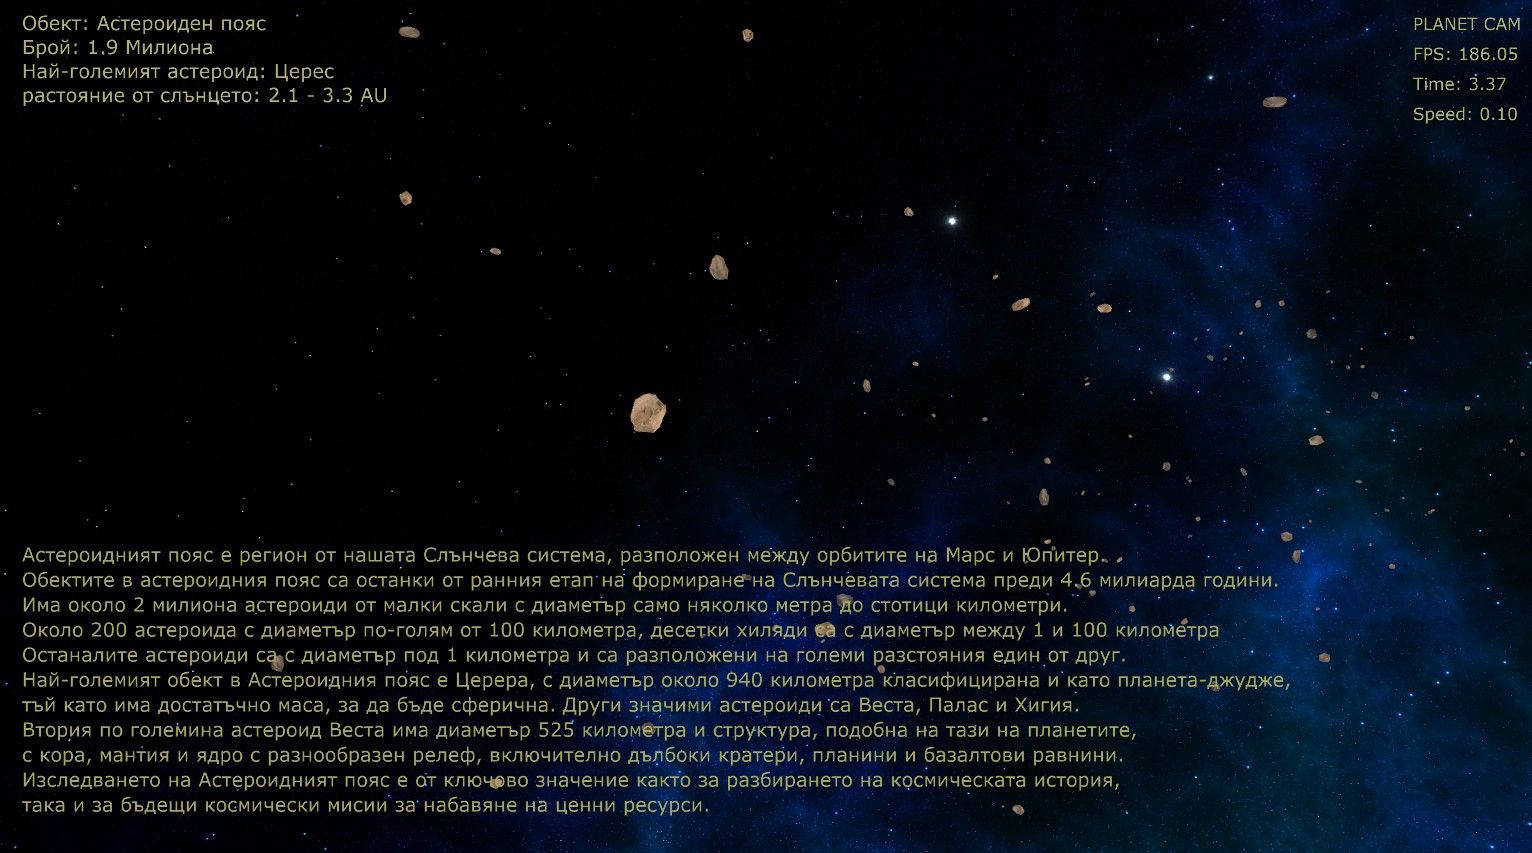 Обект: Астероиден пояс
Брой: 1.9 Милиона
Най-големият астероид: Церес
растояние от слънцето: 2.1 - 3.3 AU
PLANET CAM
FPS: 186.05
Time: 3.37
Speed: 0.10
Астероидният пояс е регион от нашата Слънчева система, разположен между орбитите на Марс и Юпитер.
Обектите в астероидния пояс са останки от ранния етап на формиране на Слънчевата система преди 4.6 милиарда години.
Има около 2 милиона астероиди от малки скали с диаметър само няколко метра до стотици километри.
Около 200 астероида с диаметър по-голям от 100 километра, десетки хиляди са с диаметър между 1 и 100 километра
Останалите астероиди са с диаметър под 1 километра и са разположени на големи разстояния един от друг.
Най-големият обект в Астероидния пояс е Церера, с диаметър около 940 километра класифицирана и като планета-джудже,
тъй като има достатъчно маса, за да бъде сферична. Други значими астероиди са Веста, Палас и Хигия.
Втория по големина астероид Веста има диаметър 525 километра и структура, подобна на тази на планетите,
с кора, мантия и ядро с разнообразен релеф, включително дълбоки кратери, планини и базалтови равнини.
Изследването на Астероидният пояс е от ключово значение както за разбирането на космическата история,
така и за бъдещи космически мисии за набавяне на ценни ресурси.